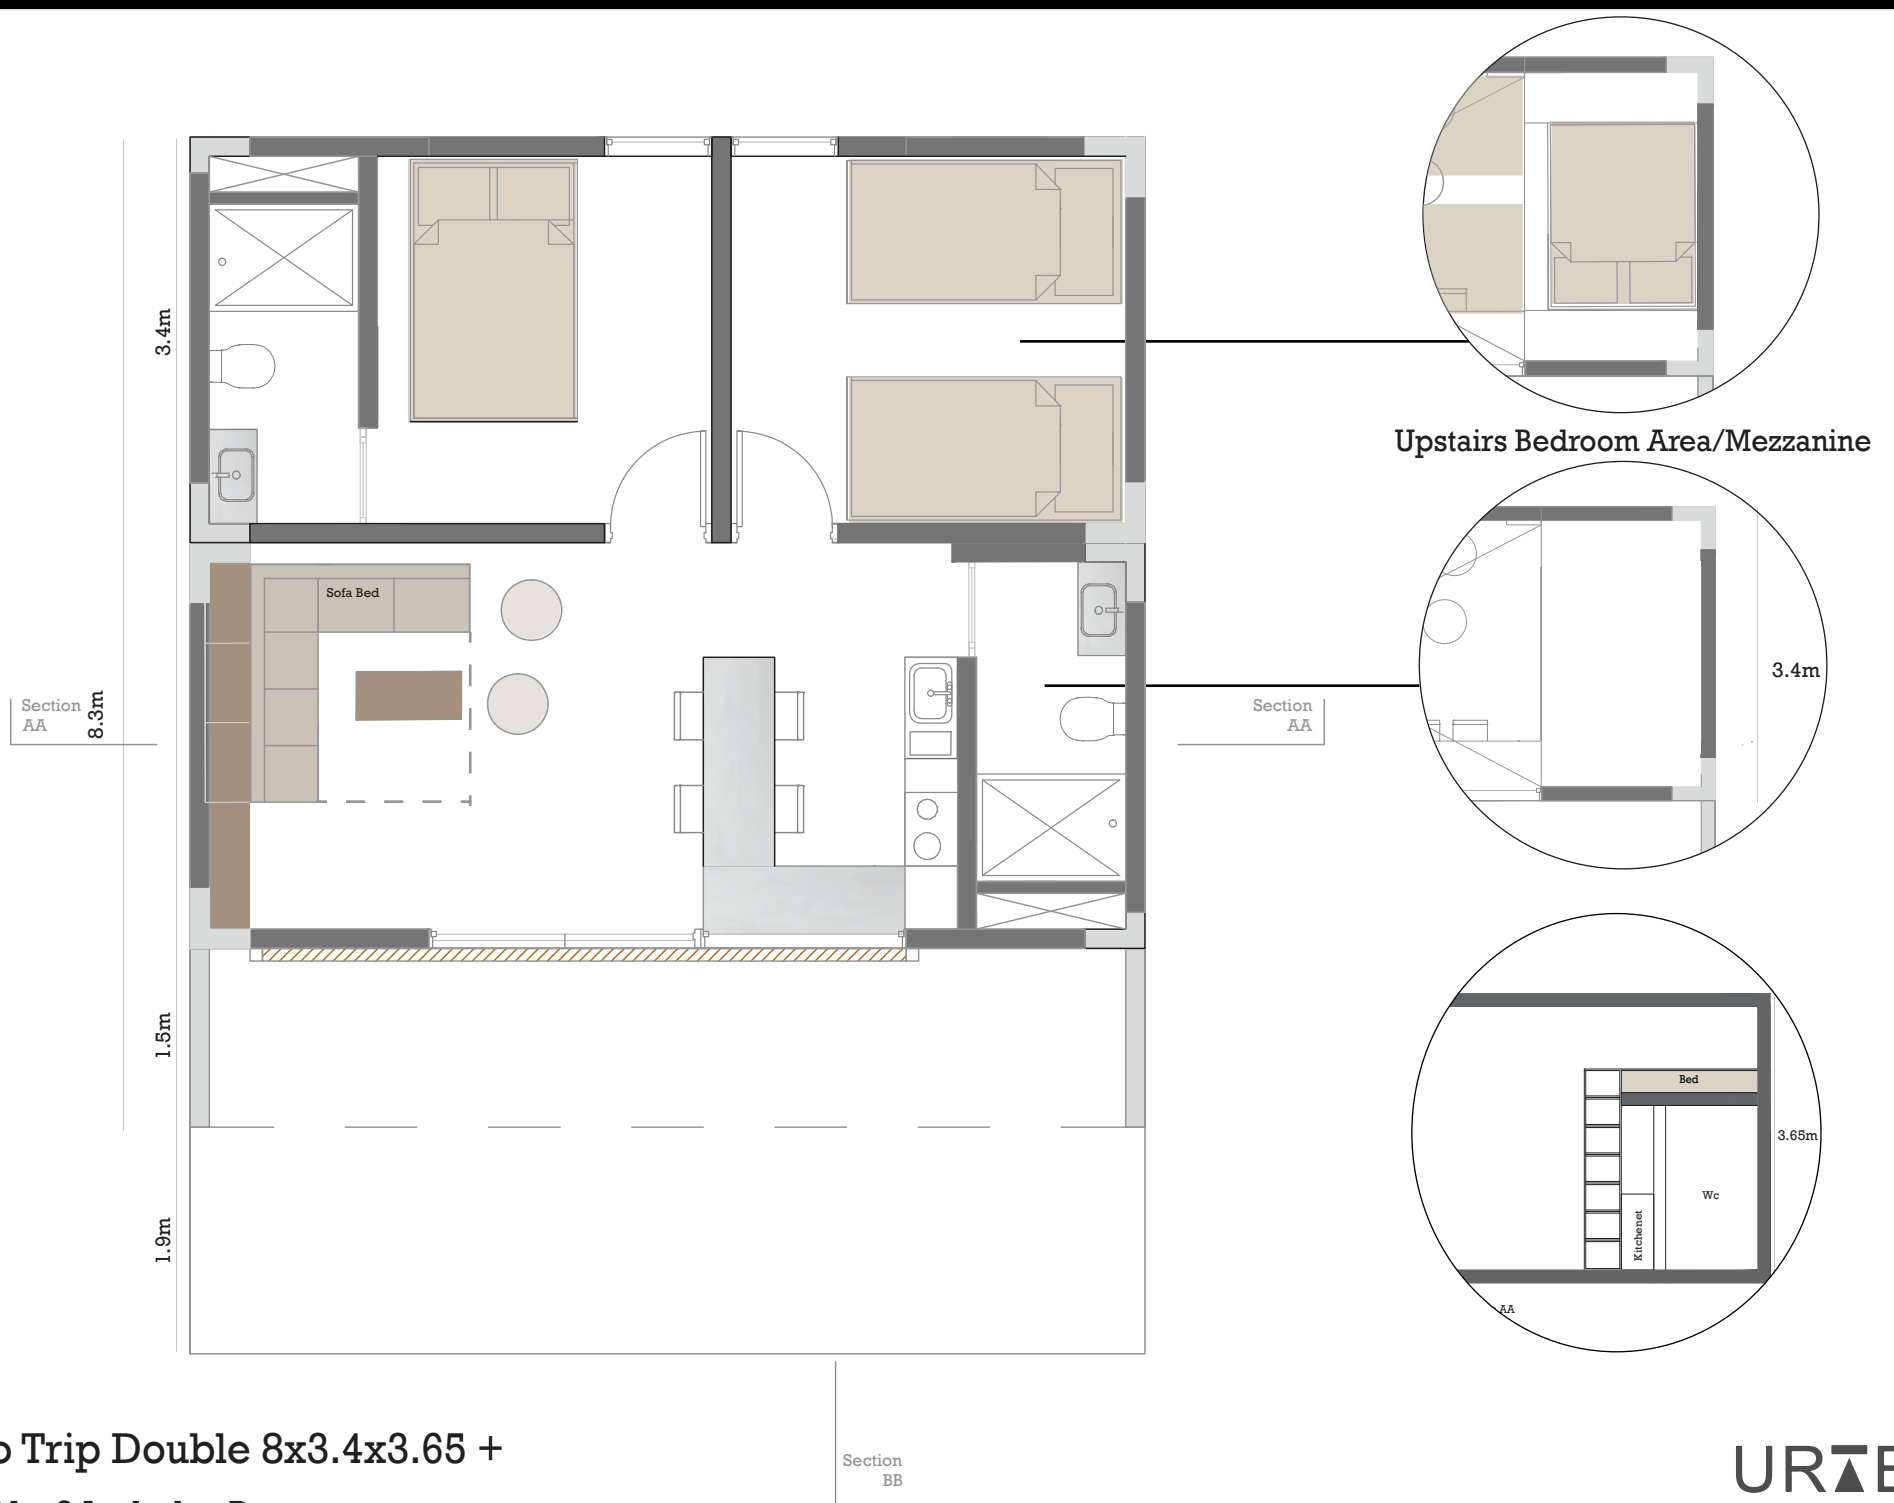 3.4m
Upstairs Bedroom Area/Mezzanine
Sofa Bed
3.4m
Section
AA
8.3m
Section
AA
1.5m
Bed
3.65m
Wc
Kitchenet
1.9m
AA
Trip Double 8x3.4x3.65 +
Section
BB